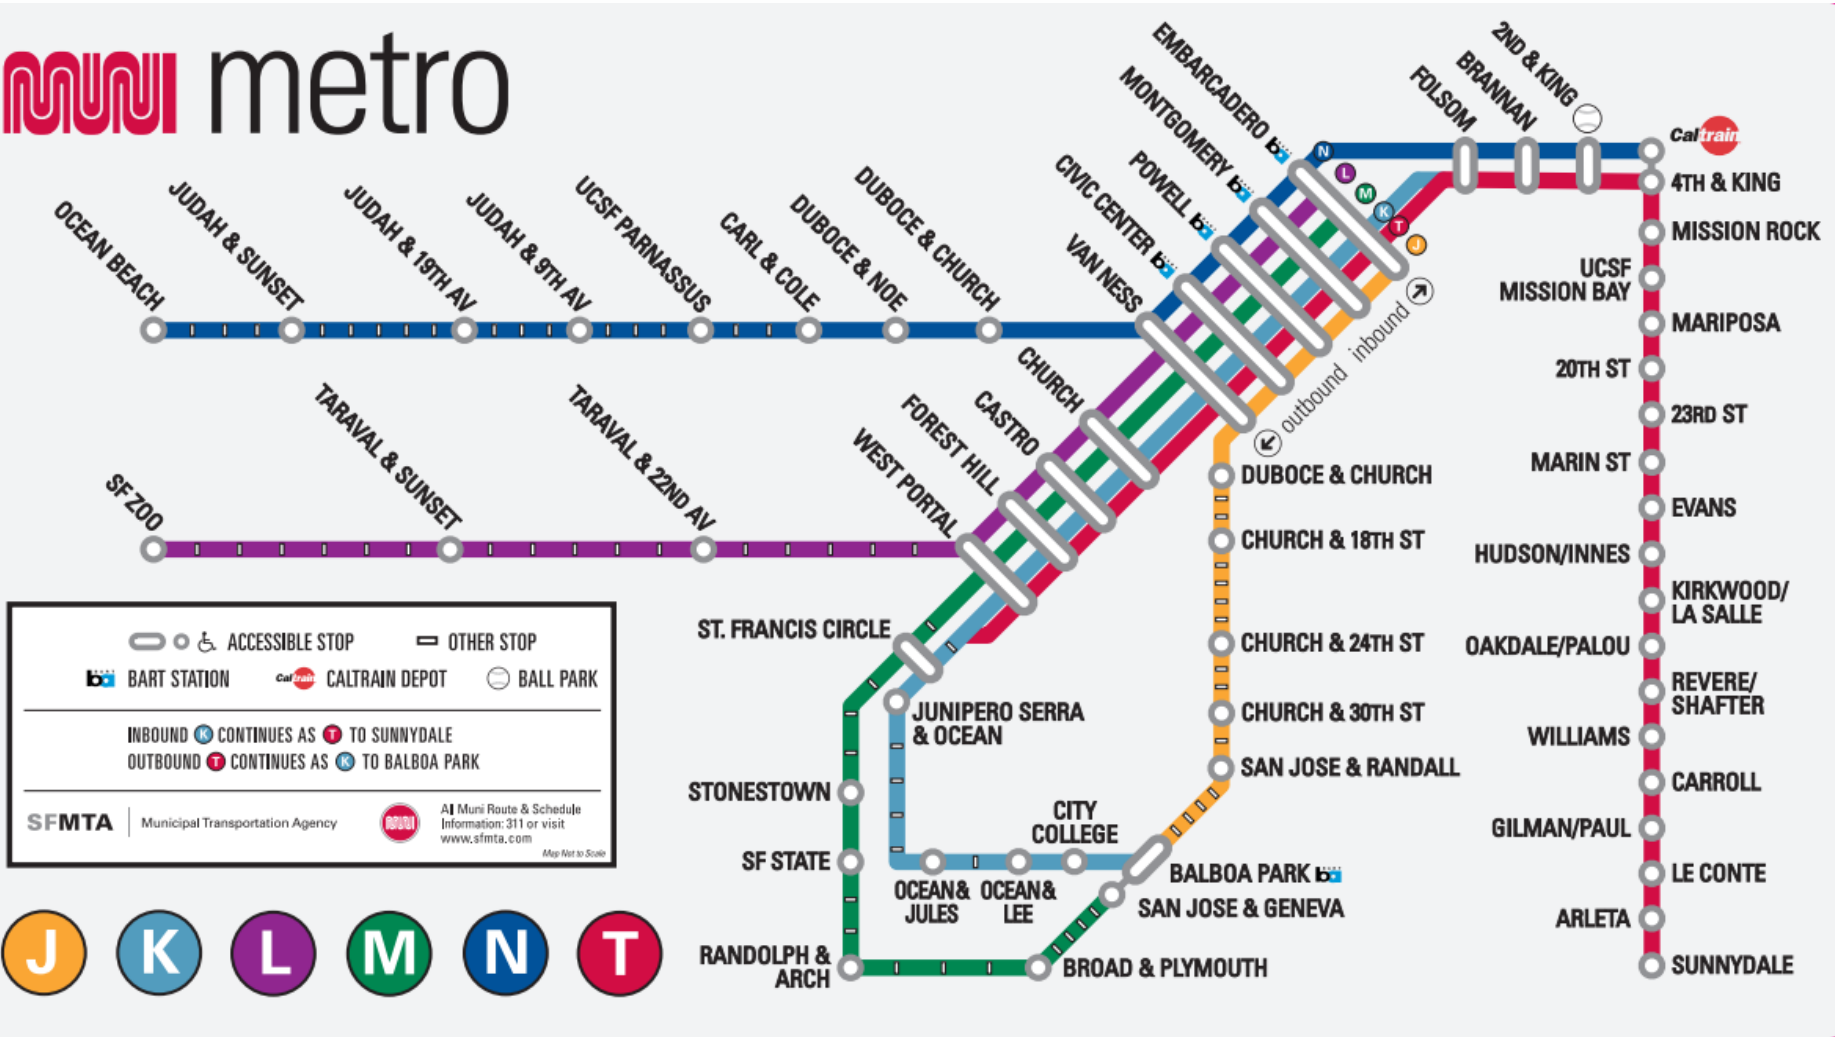 MUNI metro
OCEAN BEACH
JUDAH & SUNSET
JUDAH & 19TH AV
JUDAH & 9TH AV
UCSF PARNASSUS
CARL & COLE
DUBOCE & NOE
DUBOCE & CHURCH
VAN NESS
CIVIC CENTER ba
POWELL ba
MONTGOMERY ba
EMBARCADERO ba
FOLSOM
BRANNAN
2ND & KING
Caltrain
4TH & KING
N
L
M
K
T
J
inbound
outbound
SF ZOO
TARAVAL & SUNSET
TARAVAL & 22ND AV
WEST PORTAL
FOREST HILL
CASTRO
CHURCH
MISSION ROCK
UCSF
MISSION BAY
MARIPOSA
20TH ST
23RD ST
MARIN ST
EVANS
HUDSON/INNES
KIRKWOOD/
LA SALLE
OAKDALE/PALOU
REVERE/
SHAFTER
WILLIAMS
CARROLL
GILMAN/PAUL
LE CONTE
ARLETA
SUNNYDALE
DUBOCE & CHURCH
CHURCH & 18TH ST
CHURCH & 24TH ST
CHURCH & 30TH ST
SAN JOSE & RANDALL
BALBOA PARK ba
SAN JOSE & GENEVA
ST. FRANCIS CIRCLE
JUNIPERO SERRA
& OCEAN
STONESTOWN
SF STATE
CITY
COLLEGE
OCEAN &
JULES
OCEAN &
LEE
RANDOLPH &
ARCH
BROAD & PLYMOUTH
ACCESSIBLE STOP
OTHER STOP
ba BART STATION
Caltrain CALTRAIN DEPOT
BALL PARK
INBOUND K CONTINUES AS T TO SUNNYDALE
OUTBOUND T CONTINUES AS K TO BALBOA PARK
SFMTA
Municipal Transportation Agency
MUNI
All Muni Route & Schedule
Information: 311 or visit
www.sfmta.com
Map Not to Scale
J K L M N T